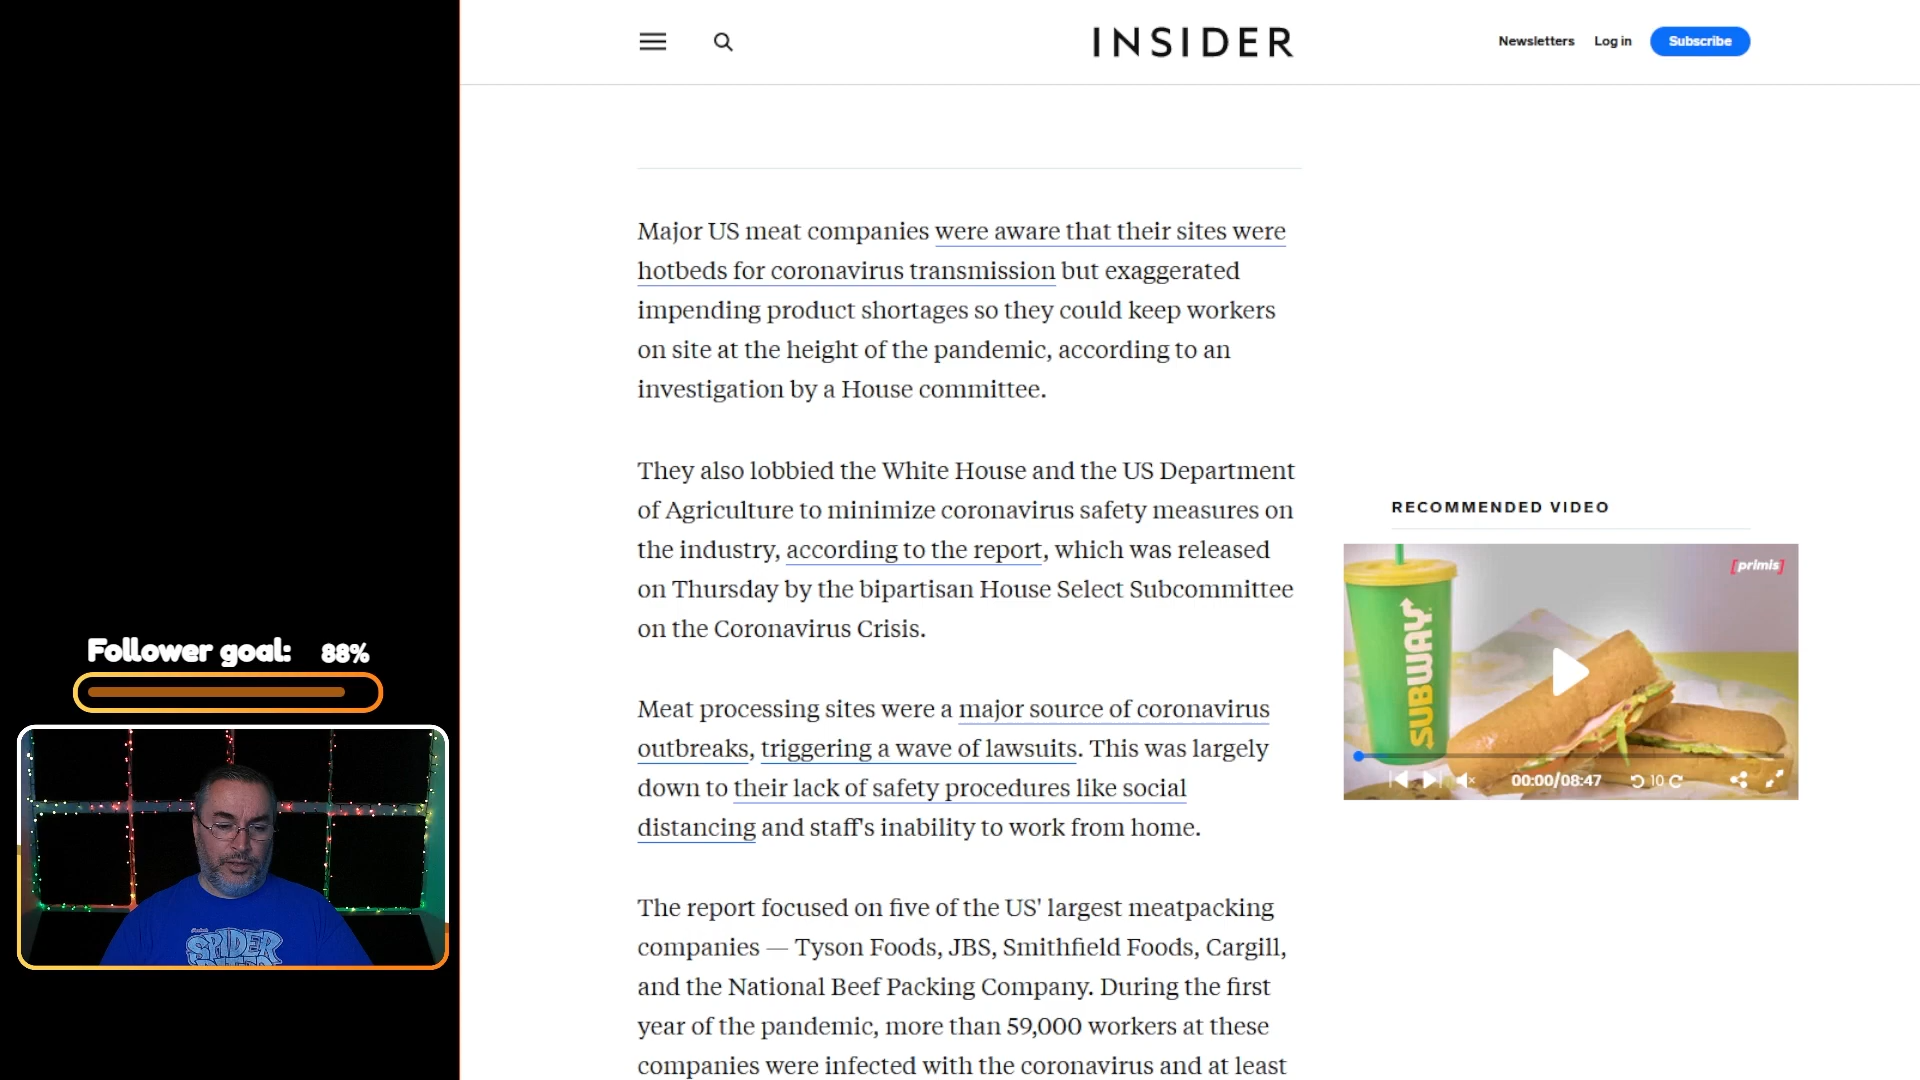 INSIDER
Newsletters Log in Subscribe
Major US meat companies were aware that their sites were
hotbeds for coronavirus transmission but exaggerated
impending product shortages so they could keep workers
on site at the height of the pandemic, according to an
investigation by a House committee.
They also lobbied the White House and the US Department
of Agriculture to minimize coronavirus safety measures on
the industry, according to the report, which was released
on Thursday by the bipartisan House Select Subcommittee
on the Coronavirus Crisis.
Meat processing sites were a major source of coronavirus
outbreaks, triggering a wave of lawsuits. This was largely
down to their lack of safety procedures like social
distancing and staff's inability to work from home.
The report focused on five of the US' largest meatpacking
companies — Tyson Foods, JBS, Smithfield Foods, Cargill,
and the National Beef Packing Company. During the first
year of the pandemic, more than 59,000 workers at these
companies were infected with the coronavirus and at least
RECOMMENDED VIDEO
[primis]
SUBWAY
00:00/08:47
10
Follower goal: 88%
SPIDER